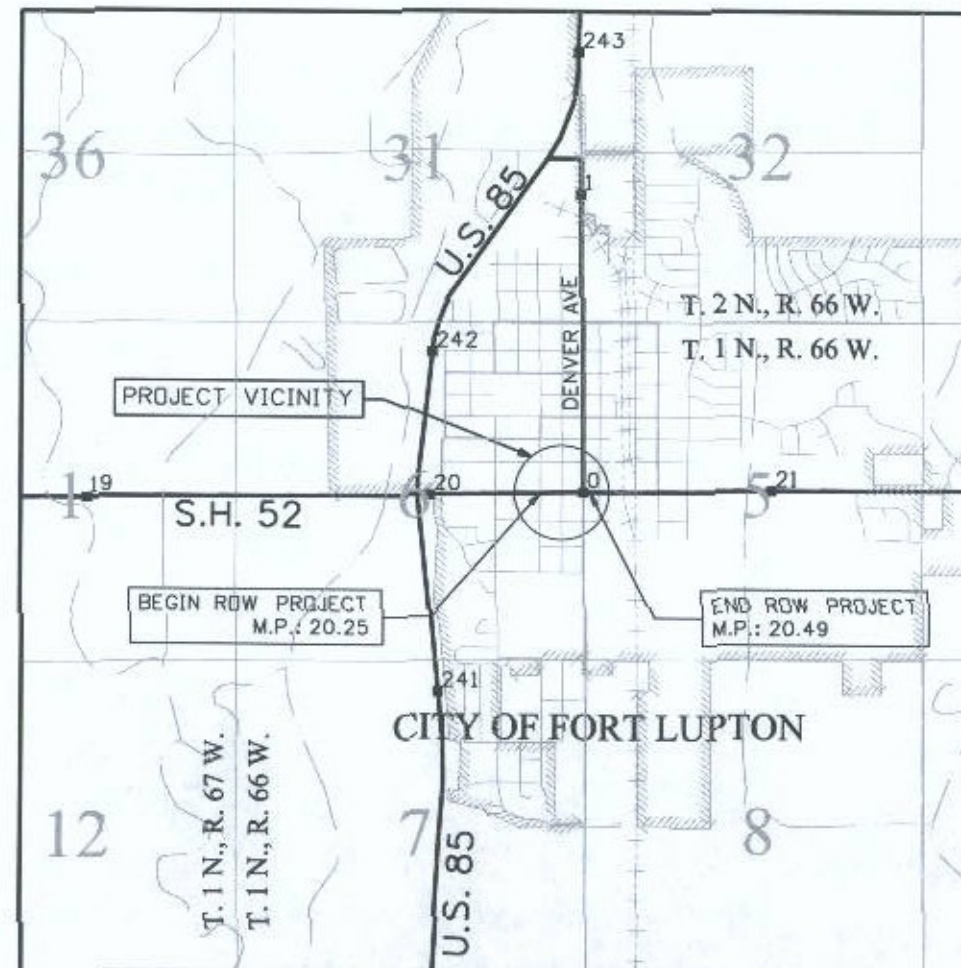 243
36
31
32
1
U.S. 85
DENVER AVE
T. 2 N., R. 66 W.
T. 1 N., R. 66 W.
242
PROJECT VICINITY
1
19
6
20
0
5
21
S.H. 52
BEGIN ROW PROJECT
M.P.: 20.25
END ROW PROJECT
M.P.: 20.49
241
CITY OF FORT LUPTON
T. 1 N., R. 67 W.
T. 1 N., R. 66 W.
12
7
8
U.S. 85